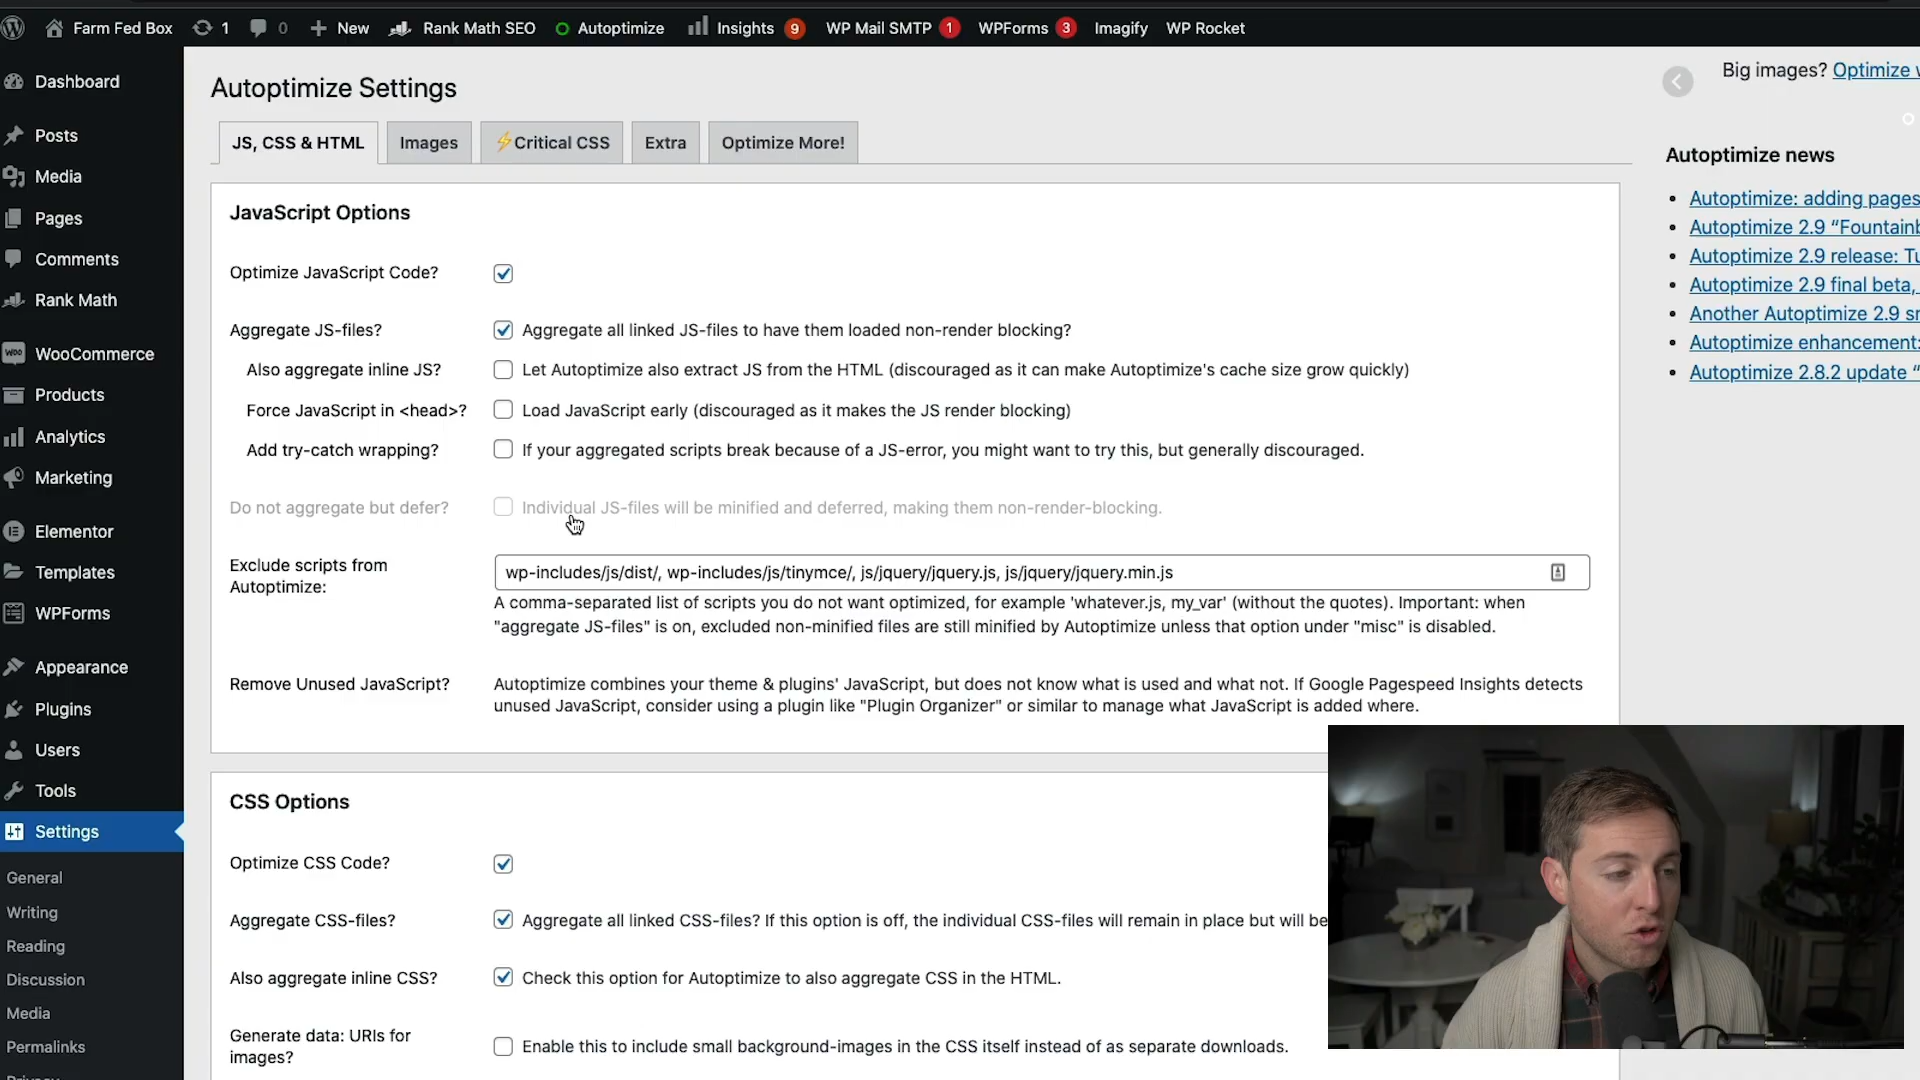 Farm Fed Box 1 0 New Rank Math SEO Autoptimize Insights 9 WP Mail SMTP 1 WPForms 3 Imagify WP Rocket
Dashboard
Posts
Media
Pages
Comments
Rank Math
WooCommerce
Products
Analytics
Marketing
Elementor
Templates
WPForms
Appearance
Plugins
Users
Tools
Settings
General
Writing
Reading
Discussion
Media
Permalinks
Autoptimize Settings
JS, CSS & HTML Images ⚡Critical CSS Extra Optimize More!
JavaScript Options
Optimize JavaScript Code?
Aggregate JS-files? Aggregate all linked JS-files to have them loaded non-render blocking?
Also aggregate inline JS? Let Autoptimize also extract JS from the HTML (discouraged as it can make Autoptimize's cache size grow quickly)
Force JavaScript in <head>? Load JavaScript early (discouraged as it makes the JS render blocking)
Add try-catch wrapping? If your aggregated scripts break because of a JS-error, you might want to try this, but generally discouraged.
Do not aggregate but defer? Individual JS-files will be minified and deferred, making them non-render-blocking.
Exclude scripts from
Autoptimize:
wp-includes/js/dist/, wp-includes/js/tinymce/, js/jquery/jquery.js, js/jquery/jquery.min.js
A comma-separated list of scripts you do not want optimized, for example 'whatever.js, my_var' (without the quotes). Important: when
"aggregate JS-files" is on, excluded non-minified files are still minified by Autoptimize unless that option under "misc" is disabled.
Remove Unused JavaScript? Autoptimize combines your theme & plugins' JavaScript, but does not know what is used and what not. If Google Pagespeed Insights detects
unused JavaScript, consider using a plugin like "Plugin Organizer" or similar to manage what JavaScript is added where.
CSS Options
Optimize CSS Code?
Aggregate CSS-files? Aggregate all linked CSS-files? If this option is off, the individual CSS-files will remain in place but will be
Also aggregate inline CSS? Check this option for Autoptimize to also aggregate CSS in the HTML.
Generate data: URIs for
images?
Enable this to include small background-images in the CSS itself instead of as separate downloads.
Big images? Optimize
Autoptimize news
Autoptimize: adding pages
Autoptimize 2.9 “Fountain
Autoptimize 2.9 release:
Autoptimize 2.9 final beta,
Another Autoptimize 2.9
Autoptimize enhancement:
Autoptimize 2.8.2 update “